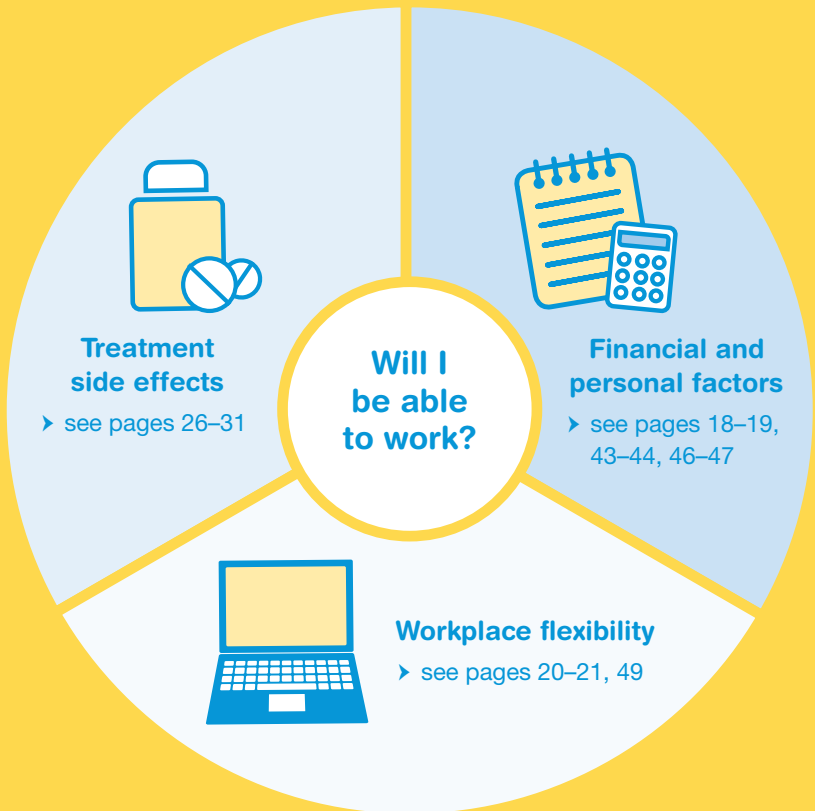 Will I
be able
to work?
Treatment
side effects
➤ see pages 26–31
Financial and
personal factors
➤ see pages 18–19,
43–44, 46–47
Workplace flexibility
➤ see pages 20–21, 49